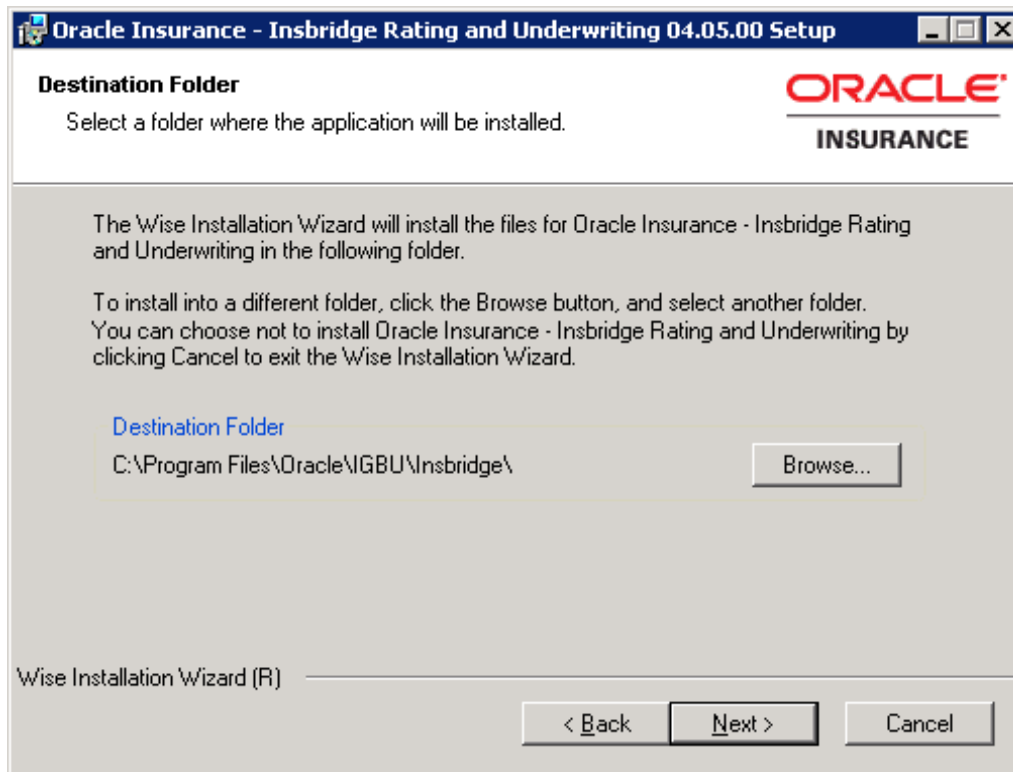 Oracle Insurance - Insbridge Rating and Underwriting 04.05.00 Setup
Destination Folder
Select a folder where the application will be installed.
ORACLE
INSURANCE
The Wise Installation Wizard will install the files for Oracle Insurance - Insbridge Rating
and Underwriting in the following folder.
To install into a different folder, click the Browse button, and select another folder.
You can choose not to install Oracle Insurance - Insbridge Rating and Underwriting by
clicking Cancel to exit the Wise Installation Wizard.
Destination Folder
C:\Program Files\Oracle\IGBU\Insbridge\
Browse...
Wise Installation Wizard (R)
< Back
Next >
Cancel